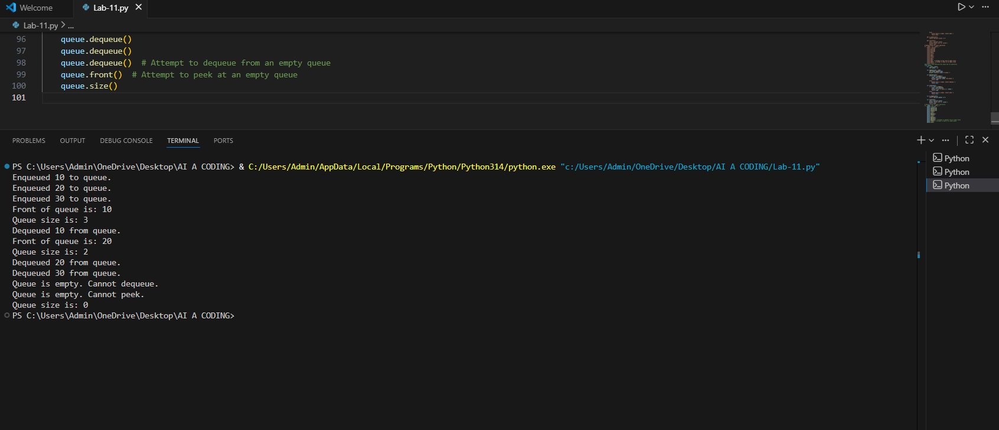 Welcome
Lab-11.py
Lab-11.py > ...
96 queue.dequeue()
97 queue.dequeue()
98 queue.dequeue()  # Attempt to dequeue from an empty queue
99 queue.front()  # Attempt to peek at an empty queue
100 queue.size()
101
PROBLEMS OUTPUT DEBUG CONSOLE TERMINAL PORTS
PS C:\Users\Admin\OneDrive\Desktop\AI A CODING> & C:/Users/Admin/AppData/Local/Programs/Python/Python314/python.exe "c:/Users/Admin/OneDrive/Desktop/AI A CODING/Lab-11.py"
Enqueued 10 to queue.
Enqueued 20 to queue.
Enqueued 30 to queue.
Front of queue is: 10
Queue size is: 3
Dequeued 10 from queue.
Front of queue is: 20
Queue size is: 2
Dequeued 20 from queue.
Dequeued 30 from queue.
Queue is empty. Cannot dequeue.
Queue is empty. Cannot peek.
Queue size is: 0
PS C:\Users\Admin\OneDrive\Desktop\AI A CODING>
Python
Python
Python